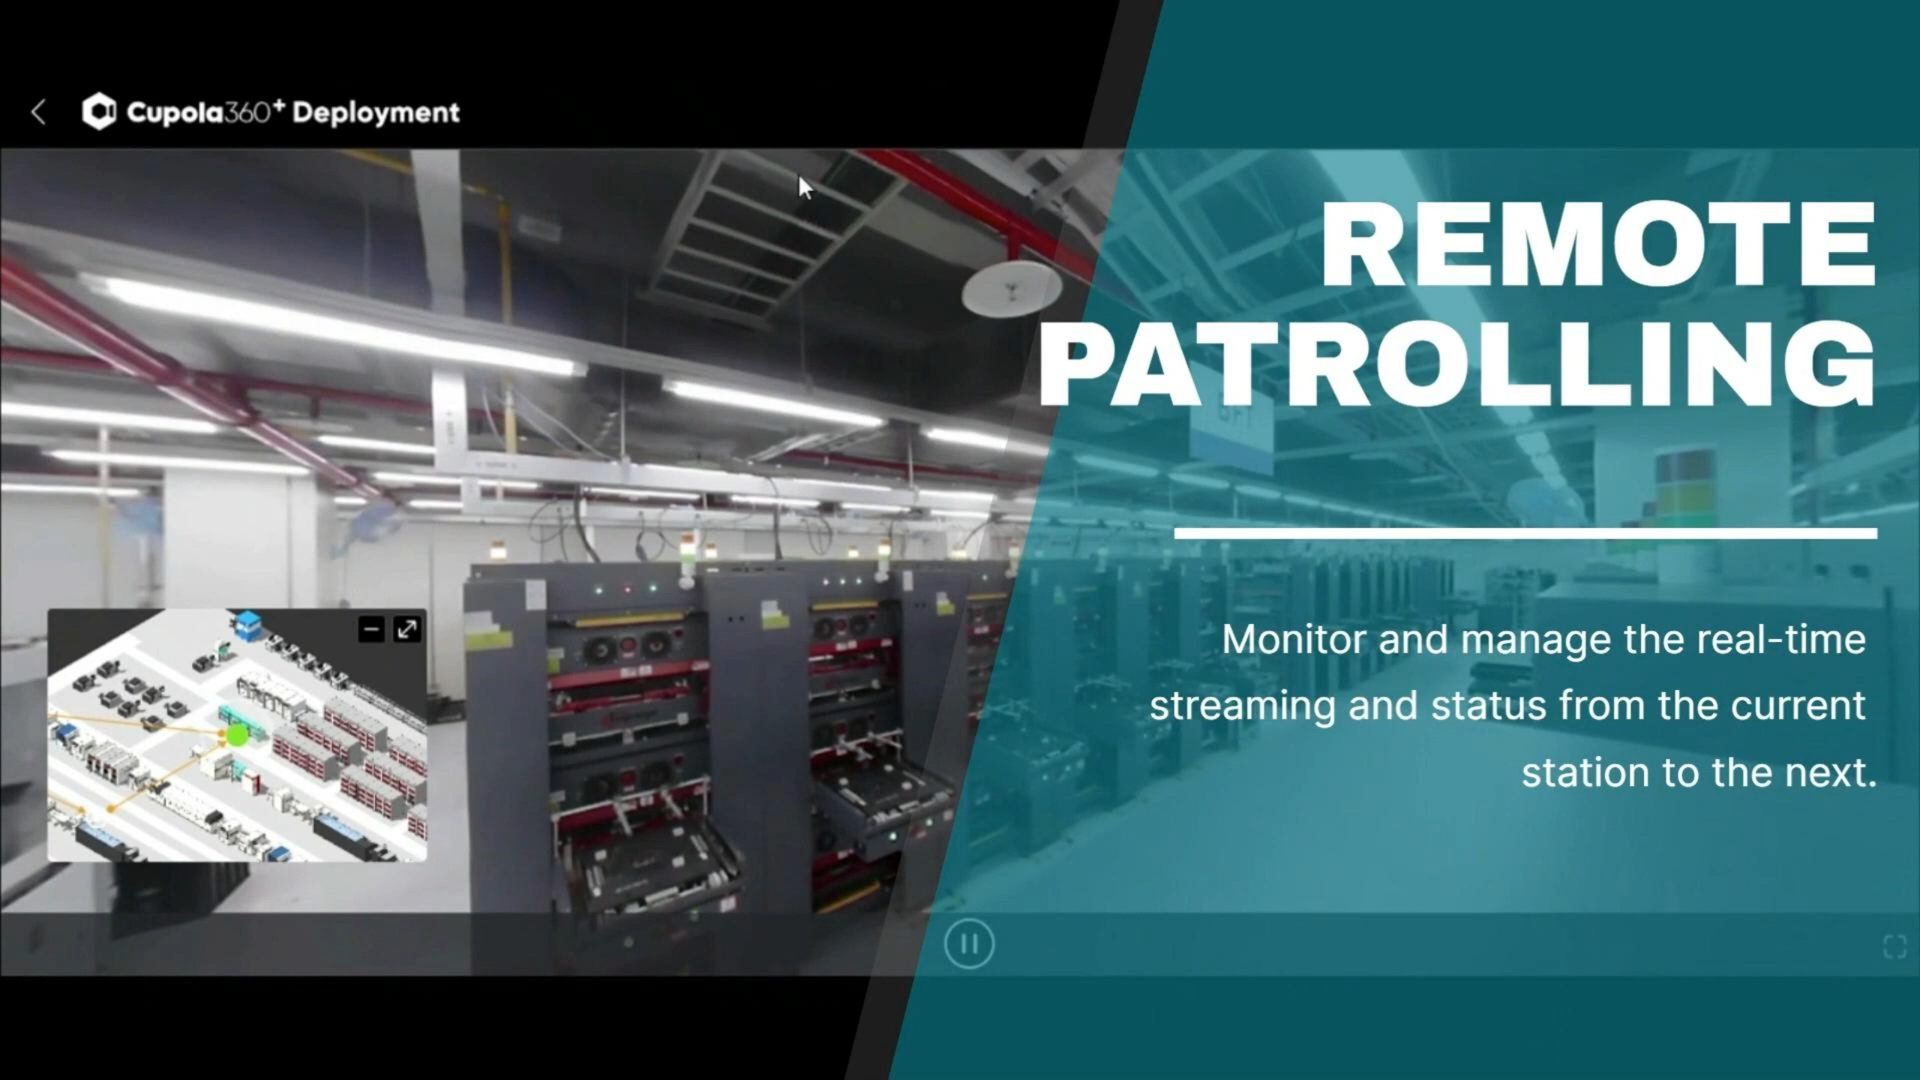 Cupola360+ Deployment
REMOTE
PATROLLING
Monitor and manage the real-time
streaming and status from the current
station to the next.